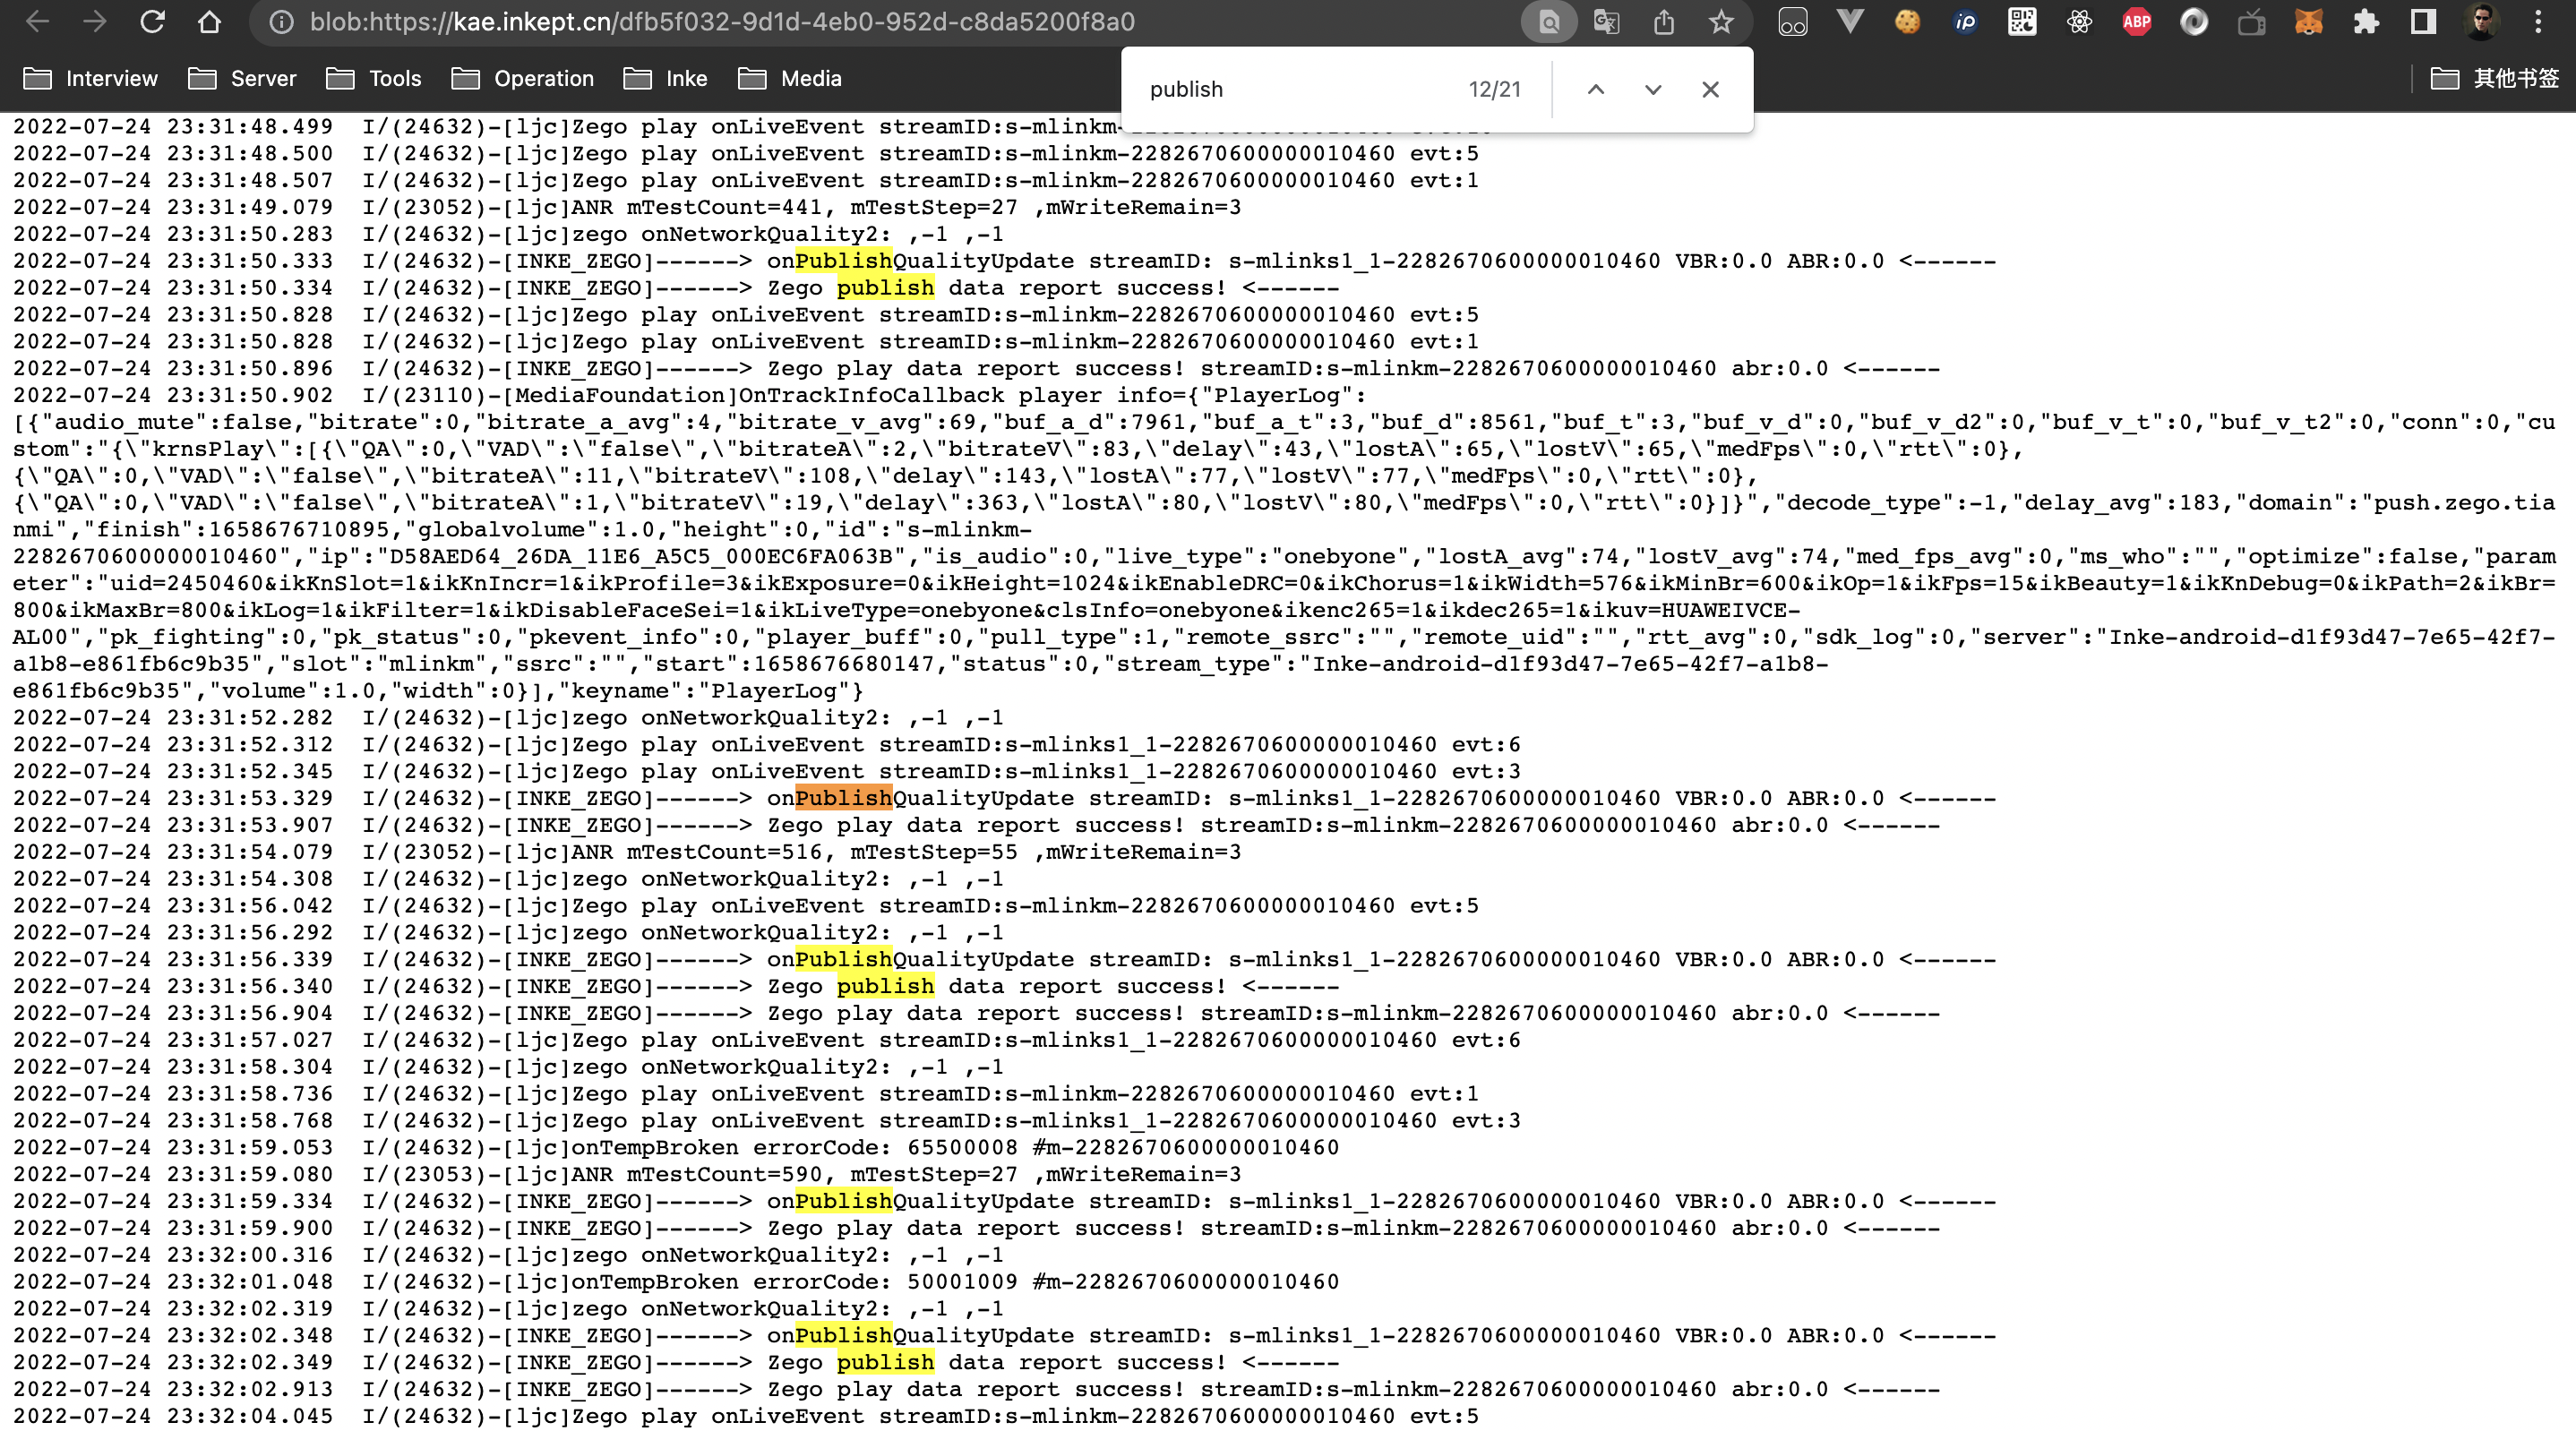 blob:https://kae.inkept.cn/dfb5f032-9d1d-4eb0-952d-c8da5200f8a0
Interview Server Tools Operation Inke Media 其他书签
publish 12/21
2022-07-24 23:31:48.499 I/(24632)-[ljc]Zego play onLiveEvent streamID:s-mlinkm-
2022-07-24 23:31:48.500 I/(24632)-[ljc]Zego play onLiveEvent streamID:s-mlinkm-2282670600000010460 evt:5
2022-07-24 23:31:48.507 I/(24632)-[ljc]Zego play onLiveEvent streamID:s-mlinkm-2282670600000010460 evt:1
2022-07-24 23:31:49.079 I/(23052)-[ljc]ANR mTestCount=441, mTestStep=27 ,mWriteRemain=3
2022-07-24 23:31:50.283 I/(24632)-[ljc]zego onNetworkQuality2: ,-1 ,-1
2022-07-24 23:31:50.333 I/(24632)-[INKE_ZEGO]------> onPublishQualityUpdate streamID: s-mlinks1_1-2282670600000010460 VBR:0.0 ABR:0.0 <------
2022-07-24 23:31:50.334 I/(24632)-[INKE_ZEGO]------> Zego publish data report success! <------
2022-07-24 23:31:50.828 I/(24632)-[ljc]Zego play onLiveEvent streamID:s-mlinkm-2282670600000010460 evt:5
2022-07-24 23:31:50.828 I/(24632)-[ljc]Zego play onLiveEvent streamID:s-mlinkm-2282670600000010460 evt:1
2022-07-24 23:31:50.896 I/(24632)-[INKE_ZEGO]------> Zego play data report success! streamID:s-mlinkm-2282670600000010460 abr:0.0 <------
2022-07-24 23:31:50.902 I/(23110)-[MediaFoundation]OnTrackInfoCallback player info={"PlayerLog":
[{"audio_mute":false,"bitrate":0,"bitrate_a_avg":4,"bitrate_v_avg":69,"buf_a_d":7961,"buf_a_t":3,"buf_d":8561,"buf_t":3,"buf_v_d":0,"buf_v_d2":0,"buf_v_t":0,"buf_v_t2":0,"conn":0,"cu
stom":"{\"krnsPlay\":[{\"QA\":0,\"VAD\":\"false\",\"bitrateA\":2,\"bitrateV\":83,\"delay\":43,\"lostA\":65,\"lostV\":65,\"medFps\":0,\"rtt\":0},
{\"QA\":0,\"VAD\":\"false\",\"bitrateA\":11,\"bitrateV\":108,\"delay\":143,\"lostA\":77,\"lostV\":77,\"medFps\":0,\"rtt\":0},
{\"QA\":0,\"VAD\":\"false\",\"bitrateA\":1,\"bitrateV\":19,\"delay\":363,\"lostA\":80,\"lostV\":80,\"medFps\":0,\"rtt\":0}]}","decode_type":-1,"delay_avg":183,"domain":"push.zego.tia
nmi","finish":1658676710895,"globalvolume":1.0,"height":0,"id":"s-mlinkm-
2282670600000010460","ip":"D58AED64_26DA_11E6_A5C5_000EC6FA063B","is_audio":0,"live_type":"onebyone","lostA_avg":74,"lostV_avg":74,"med_fps_avg":0,"ms_who":"","optimize":false,"param
eter":"uid=2450460&ikKnSlot=1&ikKnIncr=1&ikProfile=3&ikExposure=0&ikHeight=1024&ikEnableDRC=0&ikChorus=1&ikWidth=576&ikMinBr=600&ikOp=1&ikFps=15&ikBeauty=1&ikKnDebug=0&ikPath=2&ikBr=
800&ikMaxBr=800&ikLog=1&ikFilter=1&ikDisableFaceSei=1&ikLiveType=onebyone&clsInfo=onebyone&ikenc265=1&ikdec265=1&ikuv=HUAWEIVCE-
AL00","pk_fighting":0,"pk_status":0,"pkevent_info":0,"player_buff":0,"pull_type":1,"remote_ssrc":"","remote_uid":"","rtt_avg":0,"sdk_log":0,"server":"Inke-android-d1f93d47-7e65-42f7-
a1b8-e861fb6c9b35","slot":"mlinkm","ssrc":"","start":1658676680147,"status":0,"stream_type":"Inke-android-d1f93d47-7e65-42f7-a1b8-
e861fb6c9b35","volume":1.0,"width":0}],"keyname":"PlayerLog"}
2022-07-24 23:31:52.282 I/(24632)-[ljc]zego onNetworkQuality2: ,-1 ,-1
2022-07-24 23:31:52.312 I/(24632)-[ljc]Zego play onLiveEvent streamID:s-mlinks1_1-2282670600000010460 evt:6
2022-07-24 23:31:52.345 I/(24632)-[ljc]Zego play onLiveEvent streamID:s-mlinks1_1-2282670600000010460 evt:3
2022-07-24 23:31:53.329 I/(24632)-[INKE_ZEGO]------> onPublishQualityUpdate streamID: s-mlinks1_1-2282670600000010460 VBR:0.0 ABR:0.0 <------
2022-07-24 23:31:53.907 I/(24632)-[INKE_ZEGO]------> Zego play data report success! streamID:s-mlinkm-2282670600000010460 abr:0.0 <------
2022-07-24 23:31:54.079 I/(23052)-[ljc]ANR mTestCount=516, mTestStep=55 ,mWriteRemain=3
2022-07-24 23:31:54.308 I/(24632)-[ljc]zego onNetworkQuality2: ,-1 ,-1
2022-07-24 23:31:56.042 I/(24632)-[ljc]Zego play onLiveEvent streamID:s-mlinkm-2282670600000010460 evt:5
2022-07-24 23:31:56.292 I/(24632)-[ljc]zego onNetworkQuality2: ,-1 ,-1
2022-07-24 23:31:56.339 I/(24632)-[INKE_ZEGO]------> onPublishQualityUpdate streamID: s-mlinks1_1-2282670600000010460 VBR:0.0 ABR:0.0 <------
2022-07-24 23:31:56.340 I/(24632)-[INKE_ZEGO]------> Zego publish data report success! <------
2022-07-24 23:31:56.904 I/(24632)-[INKE_ZEGO]------> Zego play data report success! streamID:s-mlinkm-2282670600000010460 abr:0.0 <------
2022-07-24 23:31:57.027 I/(24632)-[ljc]Zego play onLiveEvent streamID:s-mlinks1_1-2282670600000010460 evt:6
2022-07-24 23:31:58.304 I/(24632)-[ljc]zego onNetworkQuality2: ,-1 ,-1
2022-07-24 23:31:58.736 I/(24632)-[ljc]Zego play onLiveEvent streamID:s-mlinkm-2282670600000010460 evt:1
2022-07-24 23:31:58.768 I/(24632)-[ljc]Zego play onLiveEvent streamID:s-mlinks1_1-2282670600000010460 evt:3
2022-07-24 23:31:59.053 I/(24632)-[ljc]onTempBroken errorCode: 65500008 #m-2282670600000010460
2022-07-24 23:31:59.080 I/(23053)-[ljc]ANR mTestCount=590, mTestStep=27 ,mWriteRemain=3
2022-07-24 23:31:59.334 I/(24632)-[INKE_ZEGO]------> onPublishQualityUpdate streamID: s-mlinks1_1-2282670600000010460 VBR:0.0 ABR:0.0 <------
2022-07-24 23:31:59.900 I/(24632)-[INKE_ZEGO]------> Zego play data report success! streamID:s-mlinkm-2282670600000010460 abr:0.0 <------
2022-07-24 23:32:00.316 I/(24632)-[ljc]zego onNetworkQuality2: ,-1 ,-1
2022-07-24 23:32:01.048 I/(24632)-[ljc]onTempBroken errorCode: 50001009 #m-2282670600000010460
2022-07-24 23:32:02.319 I/(24632)-[ljc]zego onNetworkQuality2: ,-1 ,-1
2022-07-24 23:32:02.348 I/(24632)-[INKE_ZEGO]------> onPublishQualityUpdate streamID: s-mlinks1_1-2282670600000010460 VBR:0.0 ABR:0.0 <------
2022-07-24 23:32:02.349 I/(24632)-[INKE_ZEGO]------> Zego publish data report success! <------
2022-07-24 23:32:02.913 I/(24632)-[INKE_ZEGO]------> Zego play data report success! streamID:s-mlinkm-2282670600000010460 abr:0.0 <------
2022-07-24 23:32:04.045 I/(24632)-[ljc]Zego play onLiveEvent streamID:s-mlinkm-2282670600000010460 evt:5